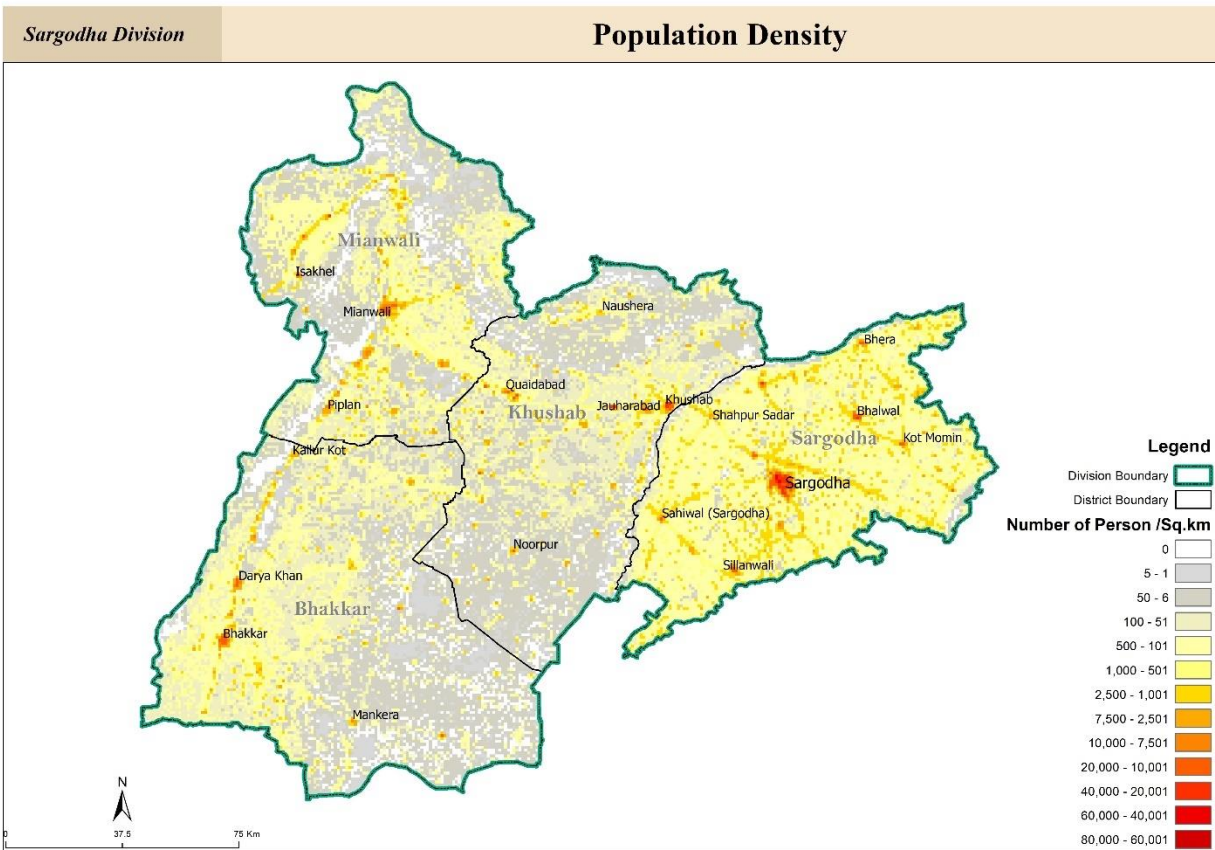 Sargodha Division
Population Density
Mianwali
Isakhel
Mianwali
Naushera
Bhera
Quaidabad
Piplan
Khushab
Jauharabad
Khushab
Shahpur Sadar
Bhalwal
Sargodha
Kot Momin
Kallur Kot
Sargodha
Sahiwal (Sargodha)
Noorpur
Sillanwali
Darya Khan
Bhakkar
Bhakkar
Mankera
Legend
Division Boundary
District Boundary
Number of Person /Sq.km
0
5 - 1
50 - 6
100 - 51
500 - 101
1,000 - 501
2,500 - 1,001
7,500 - 2,501
10,000 - 7,501
20,000 - 10,001
40,000 - 20,001
60,000 - 40,001
80,000 - 60,001
N
0 37.5 75 Km